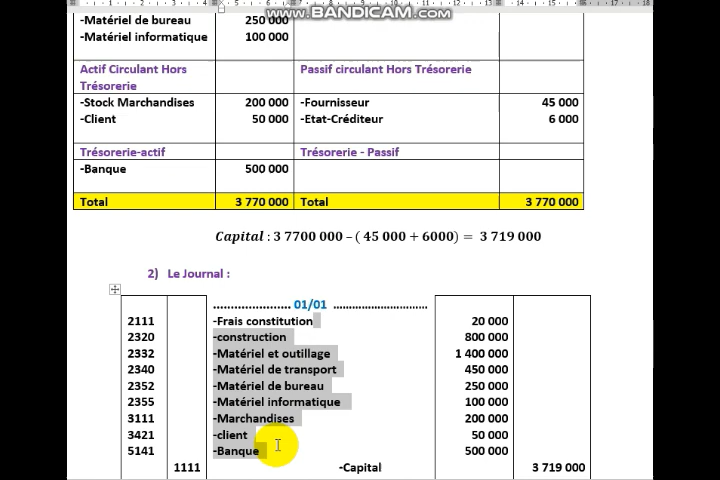 www.BANDICAM.com
-Matériel de bureau 250 000
-Matériel informatique 100 000
Actif Circulant Hors Passif circulant Hors Trésorerie
Trésorerie
-Stock Marchandises 200 000 -Fournisseur 45 000
-Client 50 000 -Etat-Créditeur 6 000
Trésorerie-actif Trésorerie - Passif
-Banque 500 000
Total 3 770 000 Total 3 770 000
Capital : 3 7700 000 – ( 45 000 + 6000) = 3 719 000
2) Le Journal :
....................... 01/01 ............................
2111 -Frais constitution 20 000
2320 -construction 800 000
2332 -Matériel et outillage 1 400 000
2340 -Matériel de transport 450 000
2352 -Matériel de bureau 250 000
2355 -Matériel informatique 100 000
3111 -Marchandises 200 000
3421 -client 50 000
5141 -Banque 500 000
1111 -Capital 3 719 000